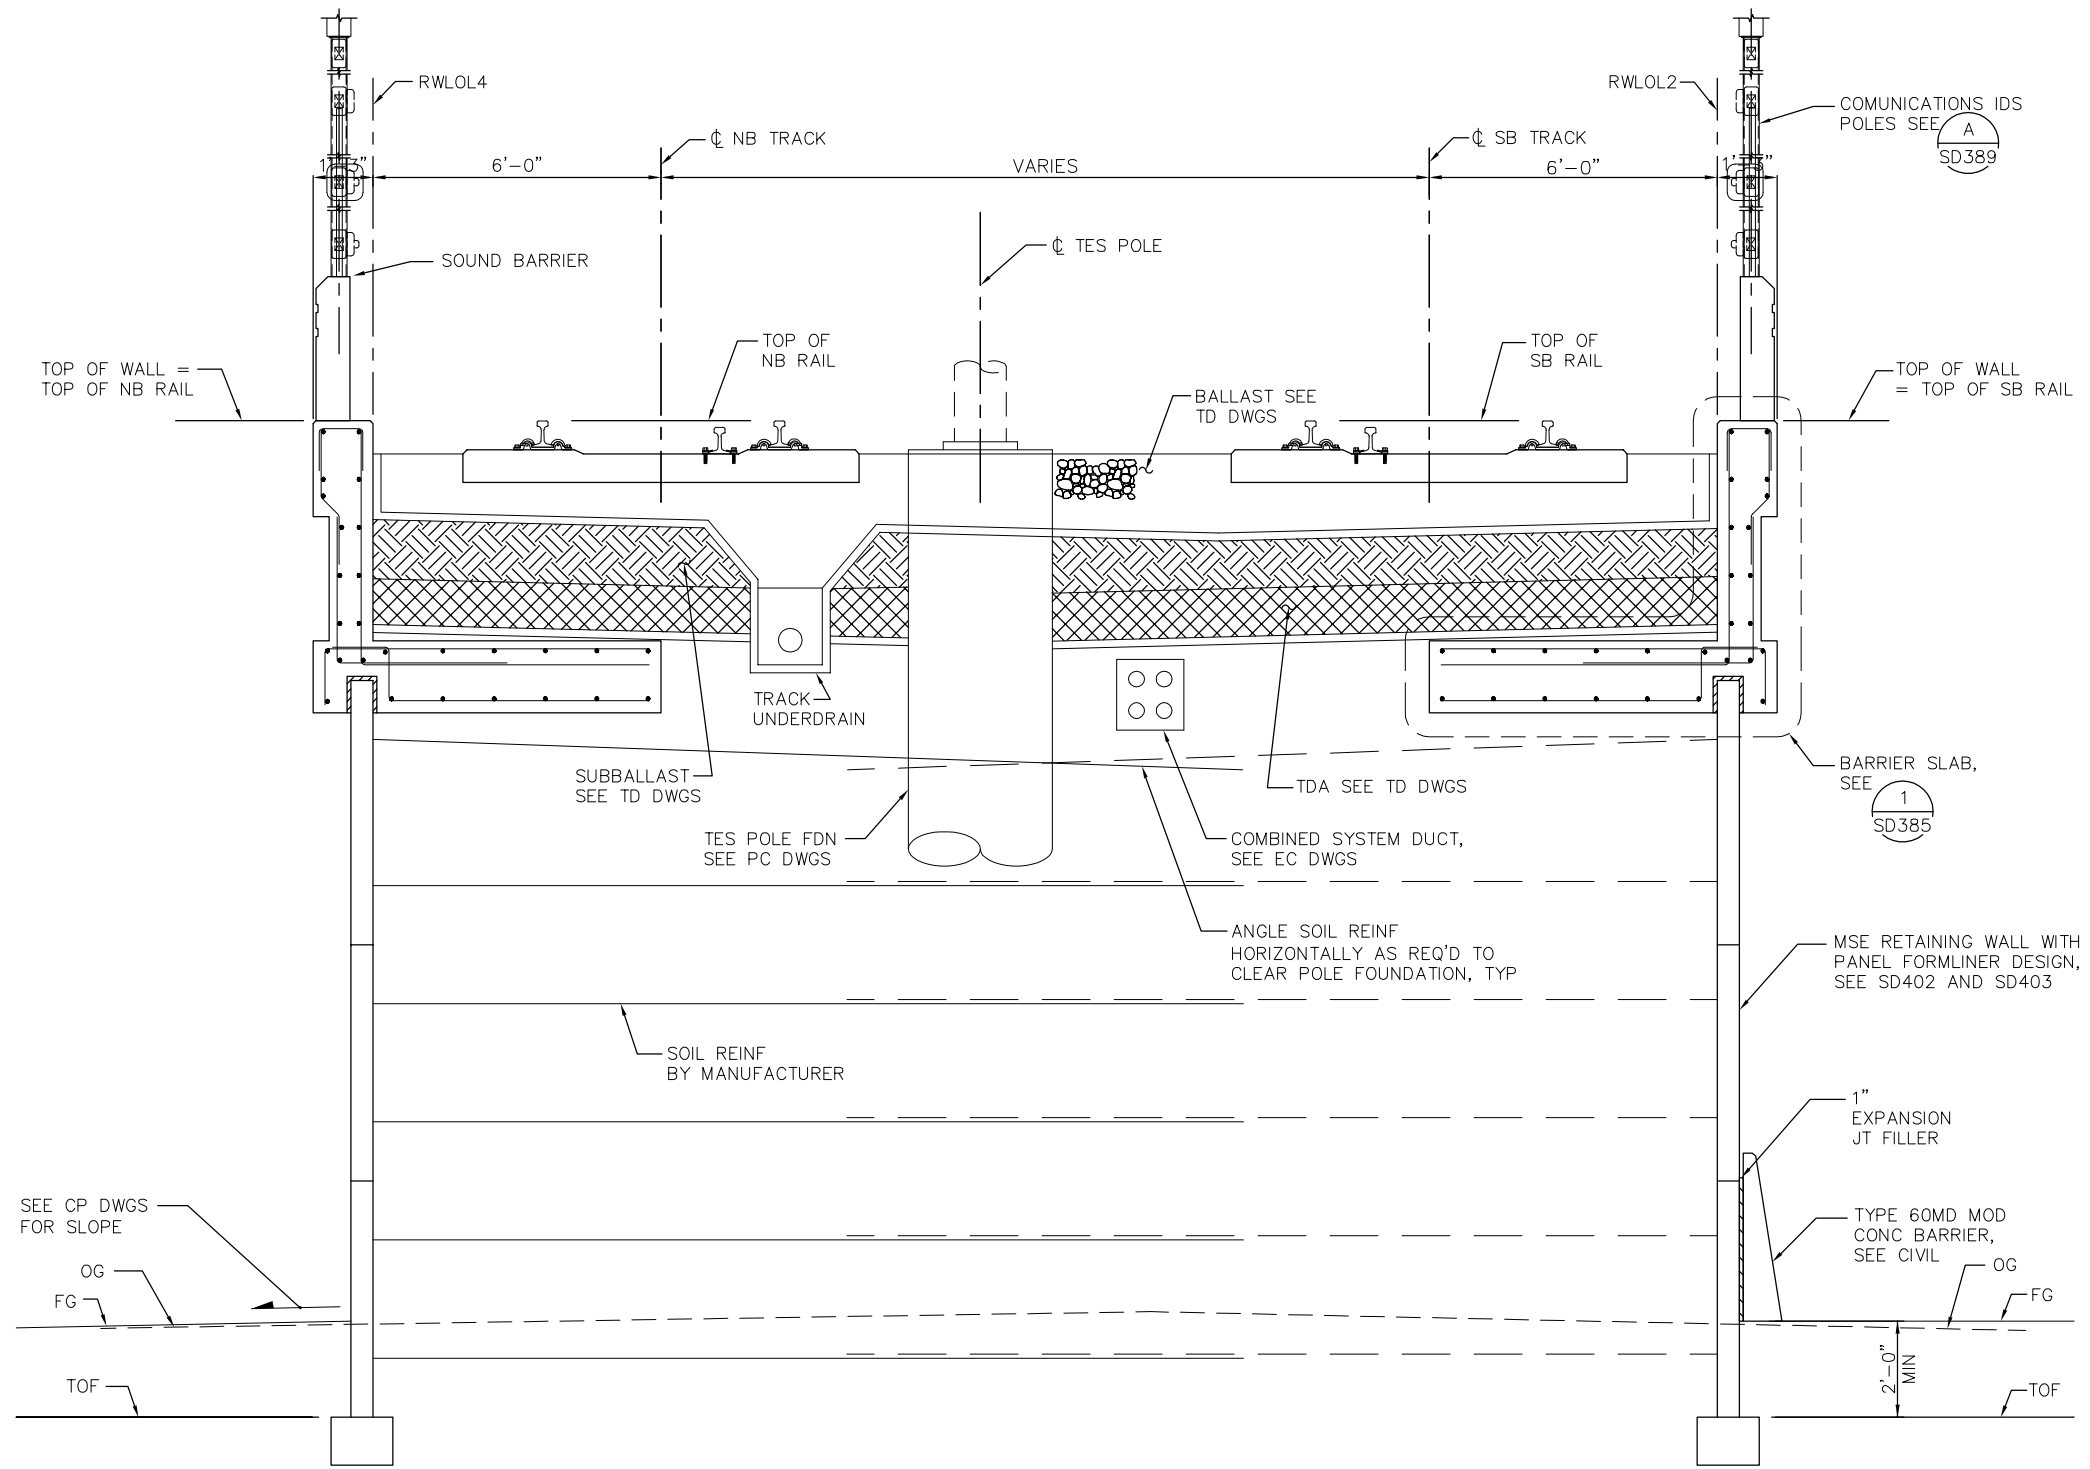 RWLOL4
RWLOL2
COMUNICATIONS IDS
POLES SEE
A
SD389
℄ NB TRACK
℄ SB TRACK
1'-3"
6'-0"
VARIES
6'-0"
1'-3"
℄ TES POLE
SOUND BARRIER
TOP OF
NB RAIL
TOP OF
SB RAIL
TOP OF WALL =
TOP OF NB RAIL
TOP OF WALL
= TOP OF SB RAIL
BALLAST SEE
TD DWGS
TRACK
UNDERDRAIN
SUBBALLAST
SEE TD DWGS
TDA SEE TD DWGS
BARRIER SLAB,
SEE
1
SD385
TES POLE FDN
SEE PC DWGS
COMBINED SYSTEM DUCT,
SEE EC DWGS
ANGLE SOIL REINF
HORIZONTALLY AS REQ'D TO
CLEAR POLE FOUNDATION, TYP
MSE RETAINING WALL WITH
PANEL FORMLINER DESIGN,
SEE SD402 AND SD403
SOIL REINF
BY MANUFACTURER
1"
EXPANSION
JT FILLER
SEE CP DWGS
FOR SLOPE
TYPE 60MD MOD
CONC BARRIER,
SEE CIVIL
OG
OG
FG
FG
2'-0"
MIN
TOF
TOF